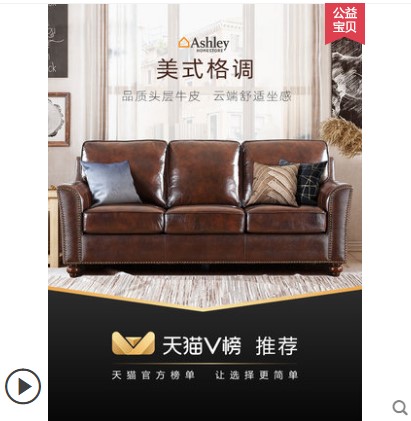 公益
宝贝
Ashley
HOMESTORE
美式格调
品质头层牛皮 云端舒适坐感
天猫V榜 推荐
天猫官方榜单 让选择更简单